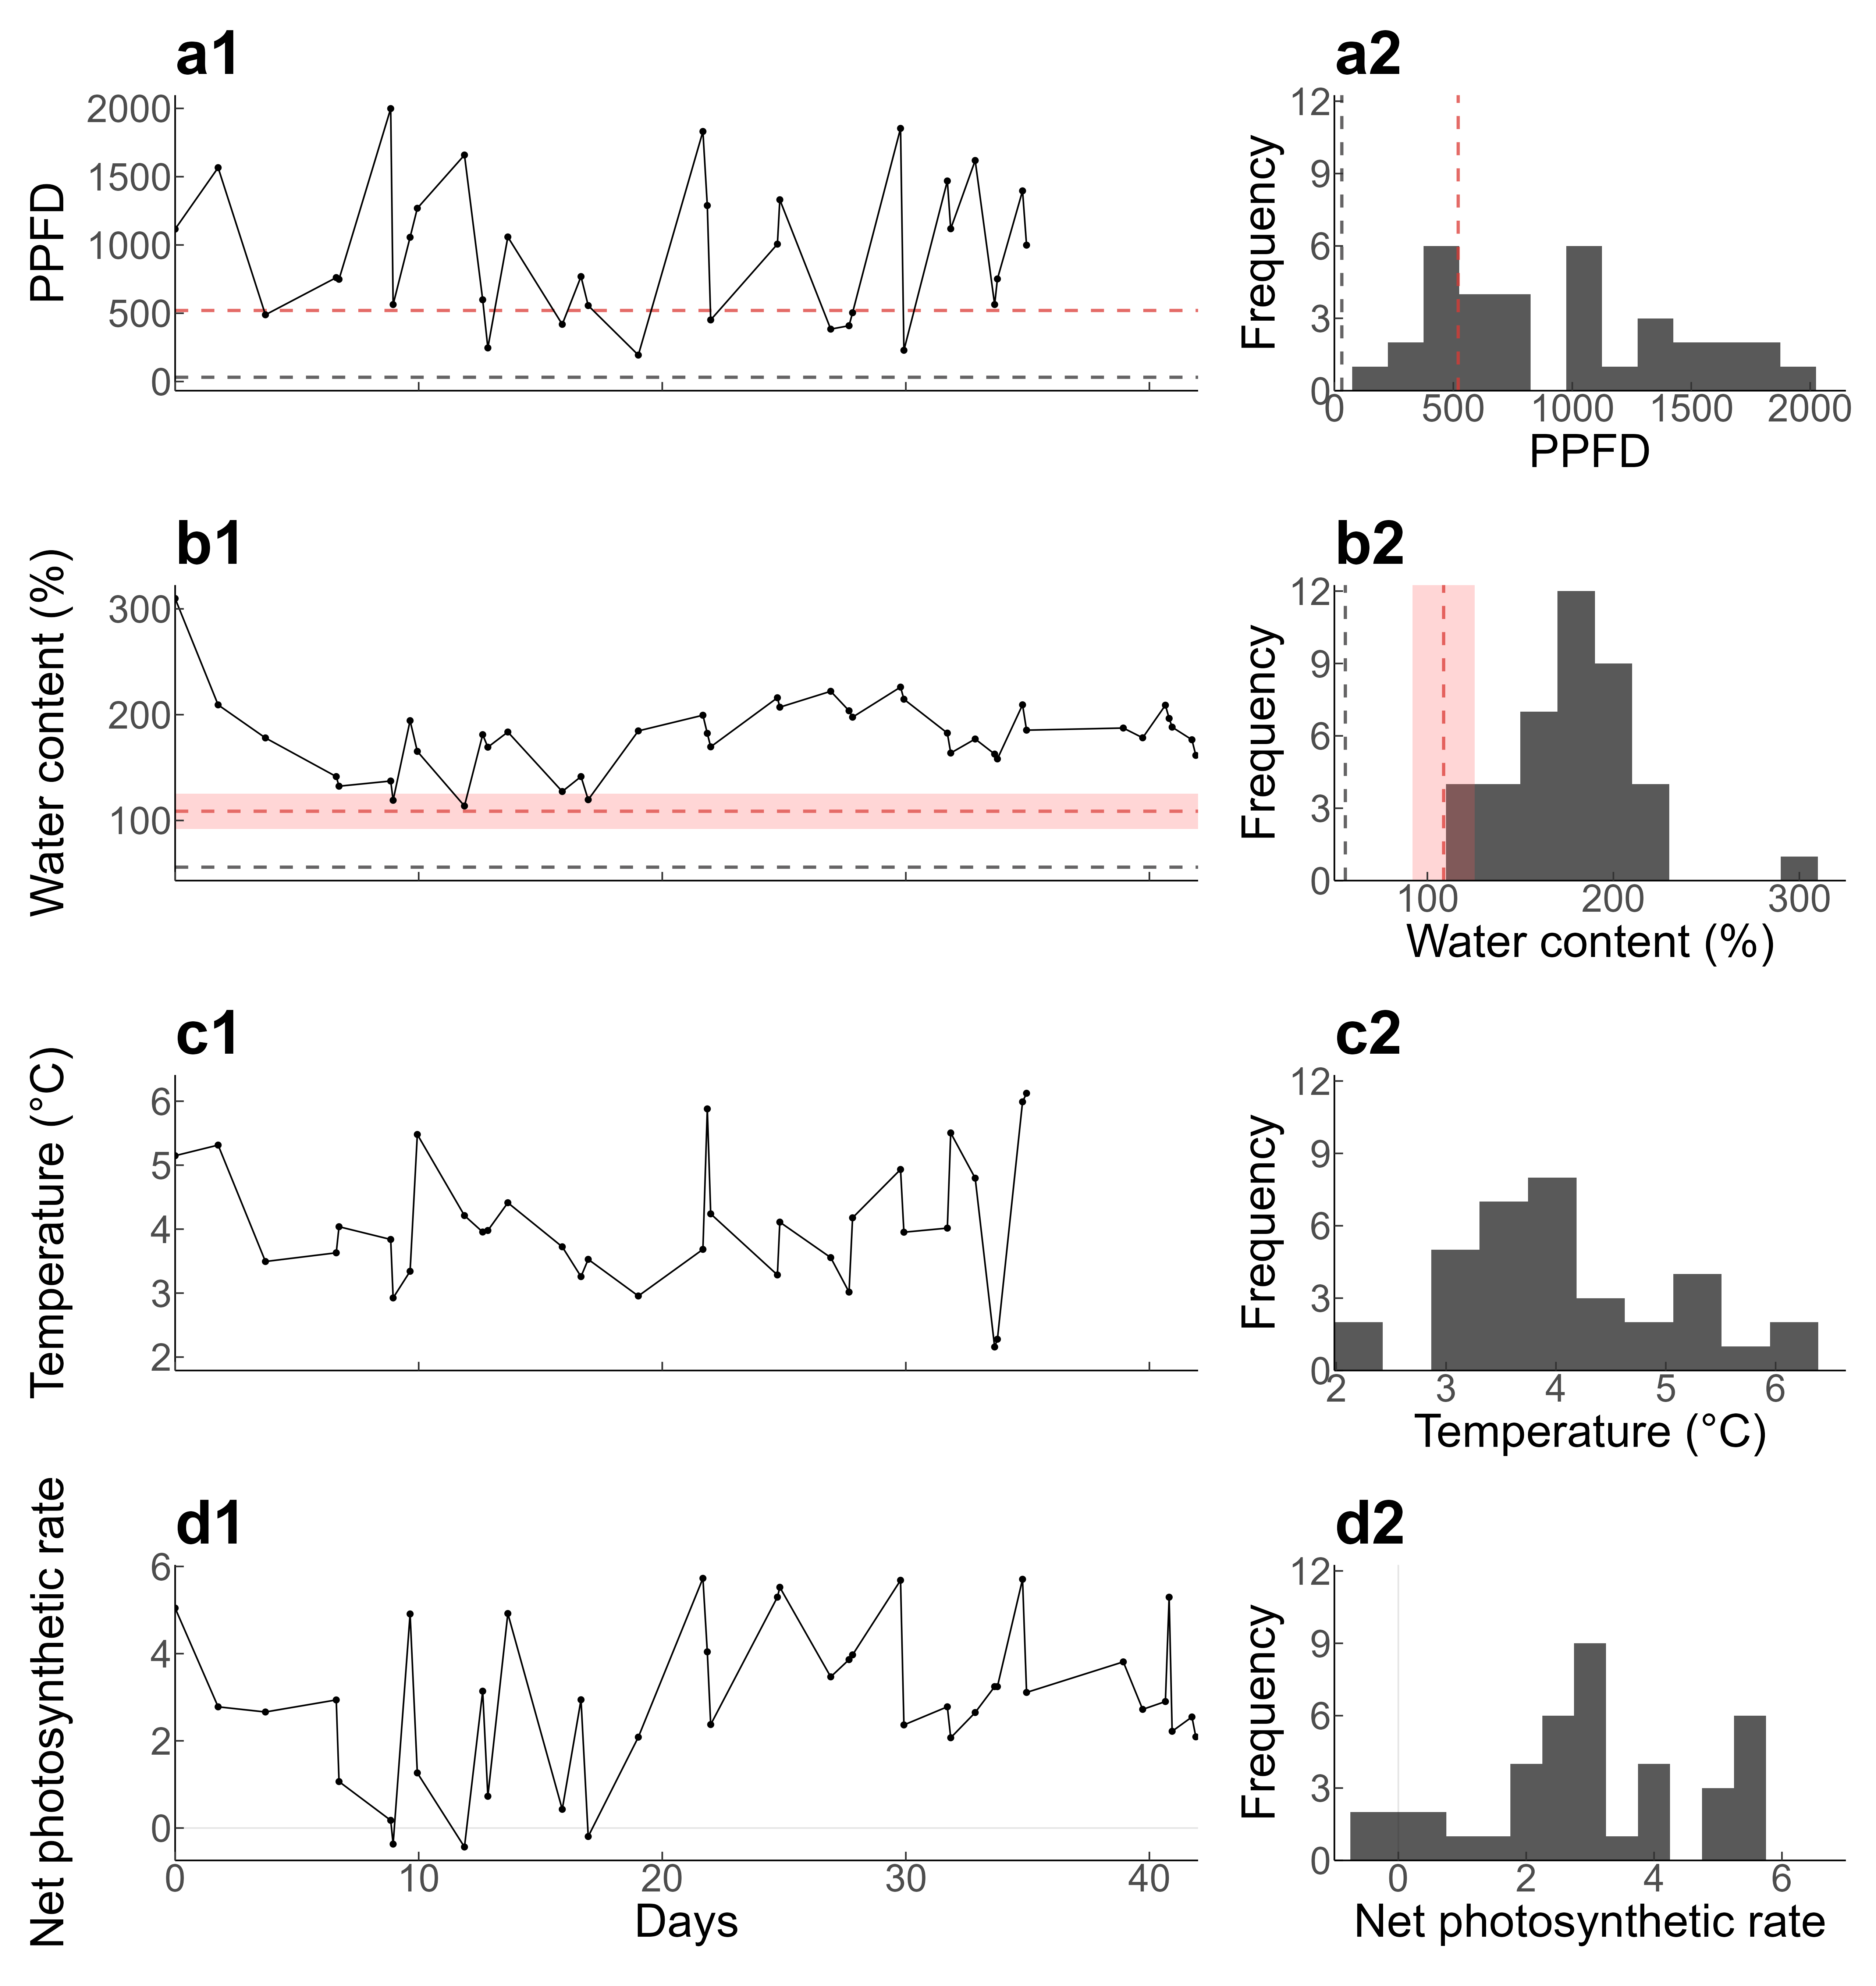 a1
PPFD
2000
1500
1000
500
0
a2
Frequency
12
9
6
3
0
0 500 1000 1500 2000
PPFD
b1
Water content (%)
300
200
100
b2
Frequency
12
9
6
3
0
100 200 300
Water content (%)
c1
Temperature (°C)
6
5
4
3
2
c2
Frequency
12
9
6
3
0
2 3 4 5 6
Temperature (°C)
d1
Net photosynthetic rate
6
4
2
0
0 10 20 30 40
Days
d2
Frequency
12
9
6
3
0
0 2 4 6
Net photosynthetic rate